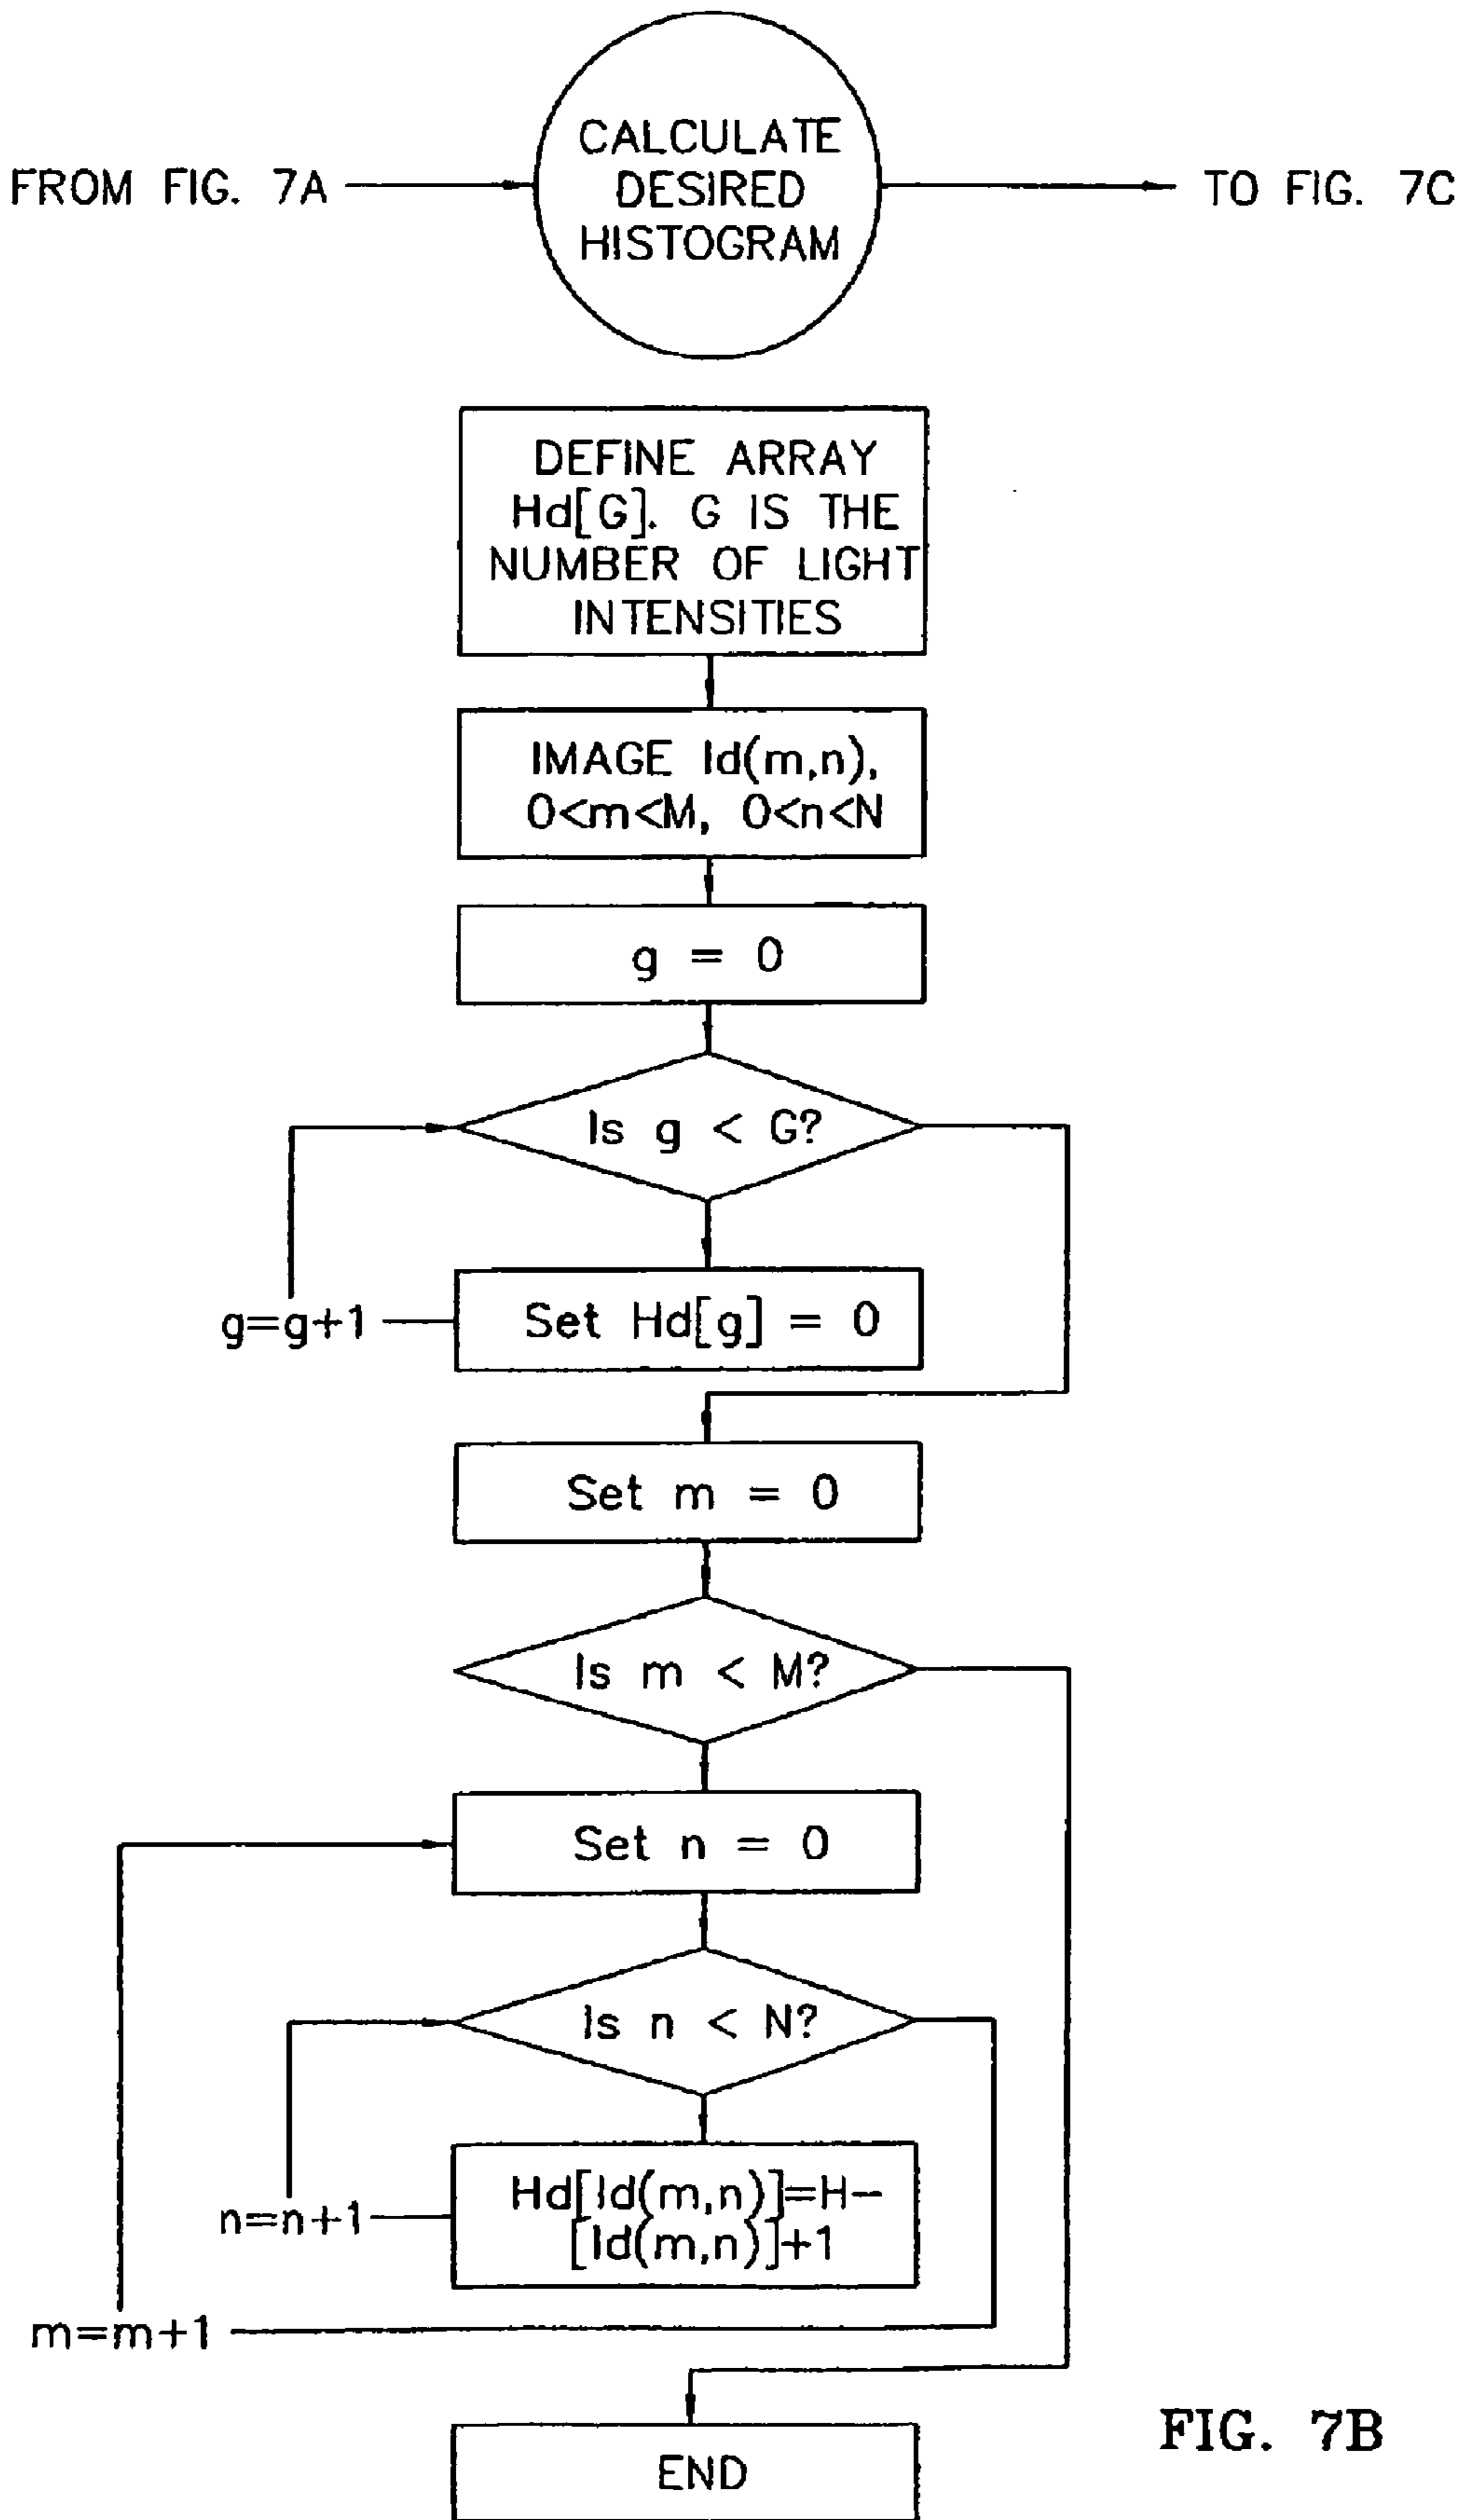 CALCULATE
DESIRED
HISTOGRAM
FROM FIG. 7A
TO FIG. 7C
DEFINE ARRAY
Hd[G]. G IS THE
NUMBER OF LIGHT
INTENSITIES
IMAGE Id(m,n),
0<m<M, 0<n<N
g = 0
Is g < G?
g=g+1
Set Hd[g] = 0
Set m = 0
Is m < M?
Set n = 0
Is n < N?
n=n+1
Hd[Id(m,n)]=H–
[Id(m,n)]+1
m=m+1
END
FIG. 7B